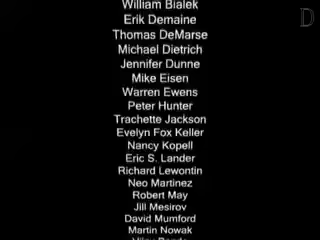 William Bialek
Erik Demaine
Thomas DeMarse
Michael Dietrich
Jennifer Dunne
Mike Eisen
Warren Ewens
Peter Hunter
Trachette Jackson
Evelyn Fox Keller
Nancy Kopell
Eric S. Lander
Richard Lewontin
Neo Martinez
Robert May
Jill Mesirov
David Mumford
Martin Nowak
D